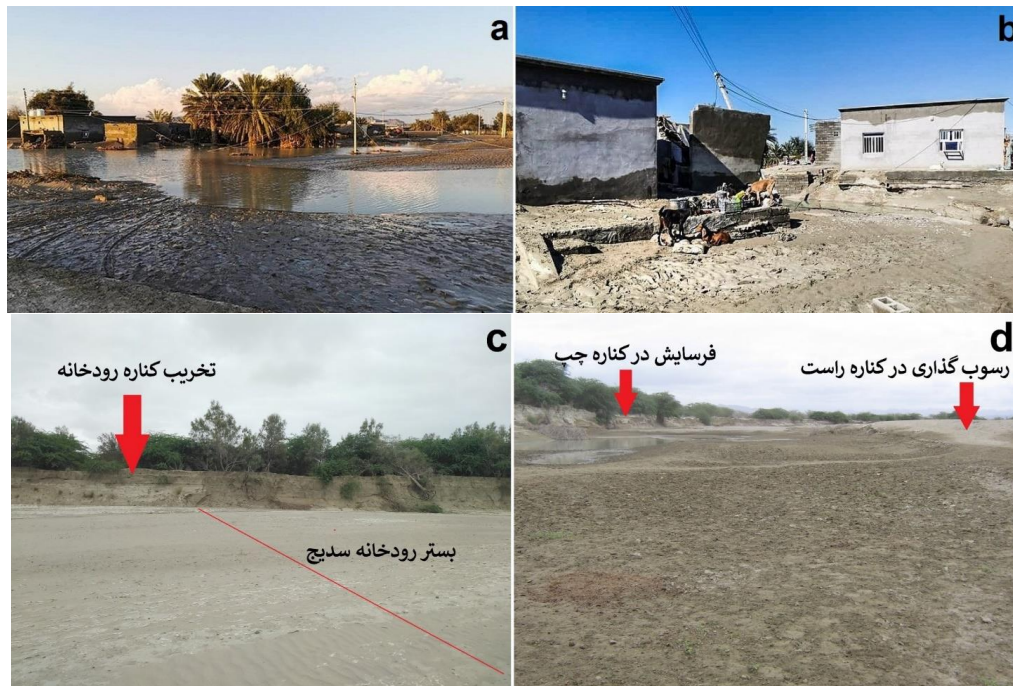 a
b
c
تخریب کناره رودخانه
بستر رودخانه سدیج
d
فرسایش در کناره چپ
رسوب گذاری در کناره راست